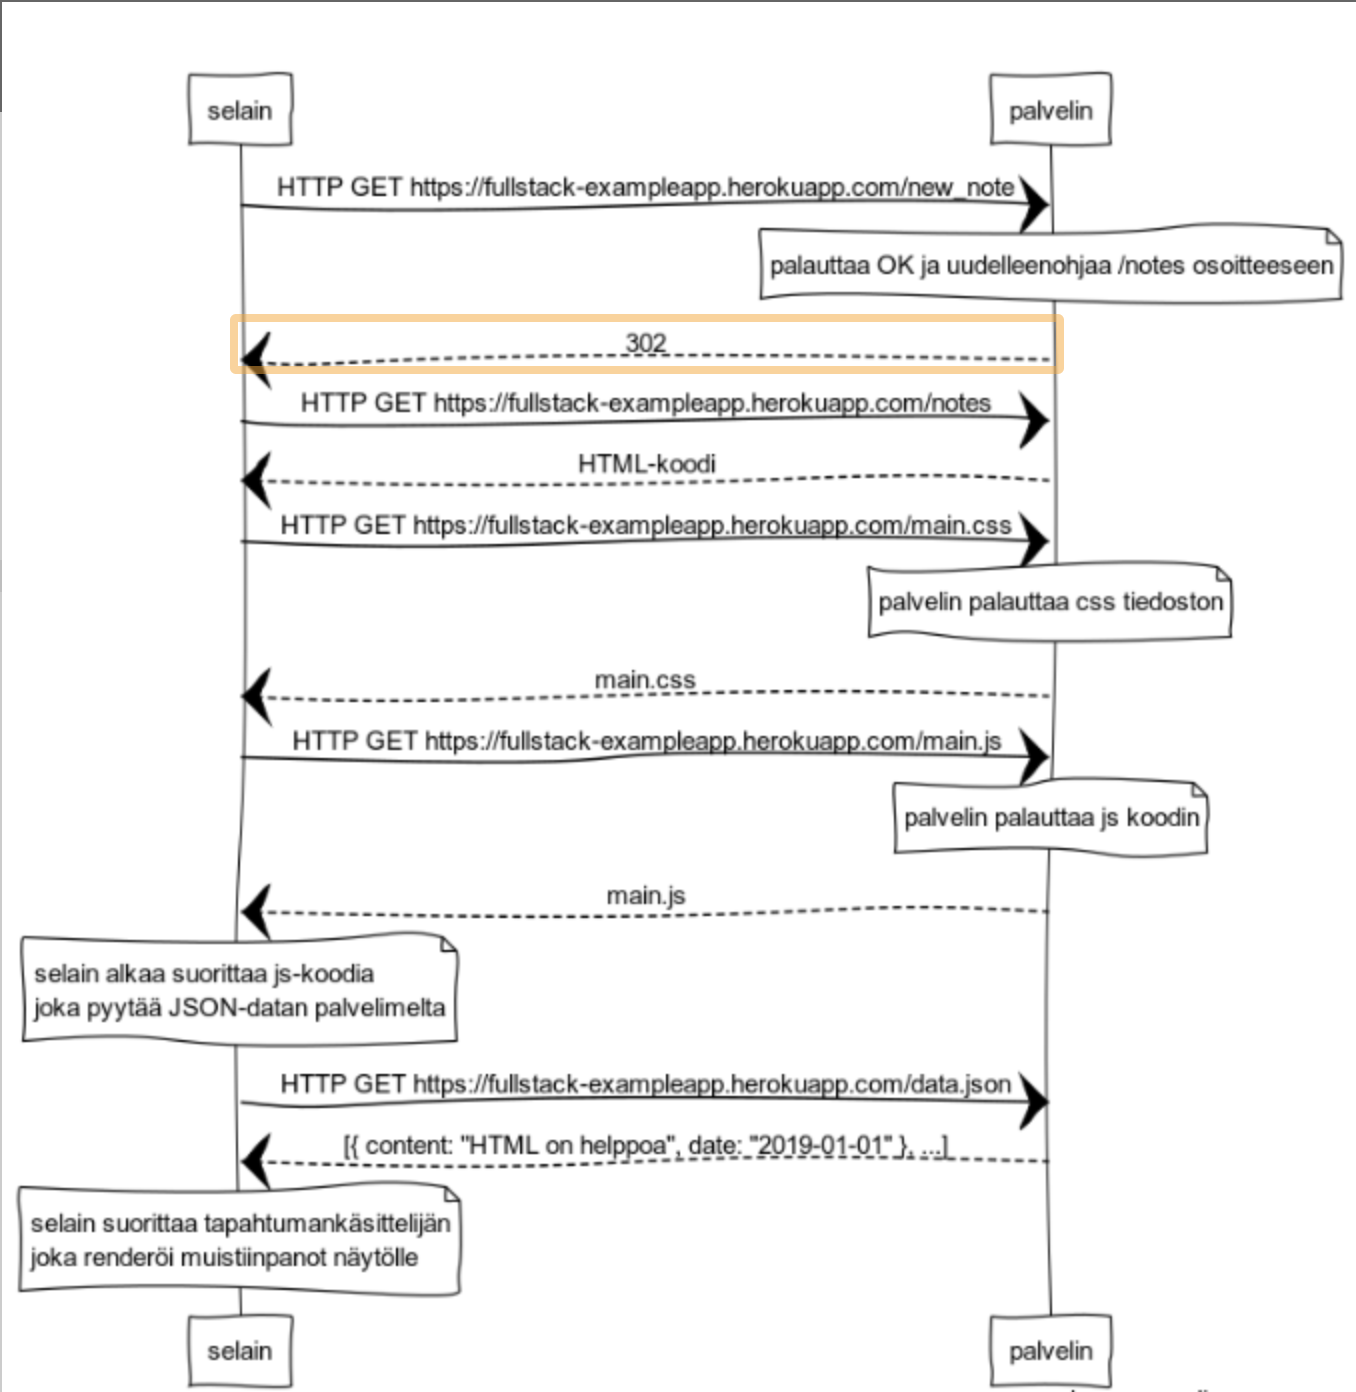 selain
palvelin
HTTP GET https://fullstack-exampleapp.herokuapp.com/new_note
palauttaa OK ja uudelleenohjaa /notes osoitteeseen
302
HTTP GET https://fullstack-exampleapp.herokuapp.com/notes
HTML-koodi
HTTP GET https://fullstack-exampleapp.herokuapp.com/main.css
palvelin palauttaa css tiedoston
main.css
HTTP GET https://fullstack-exampleapp.herokuapp.com/main.js
palvelin palauttaa js koodin
main.js
selain alkaa suorittaa js-koodia
joka pyytää JSON-datan palvelimelta
HTTP GET https://fullstack-exampleapp.herokuapp.com/data.json
[{ content: "HTML on helppoa", date: "2019-01-01" }, ...]
selain suorittaa tapahtumankäsittelijän
joka renderöi muistiinpanot näytölle
selain
palvelin